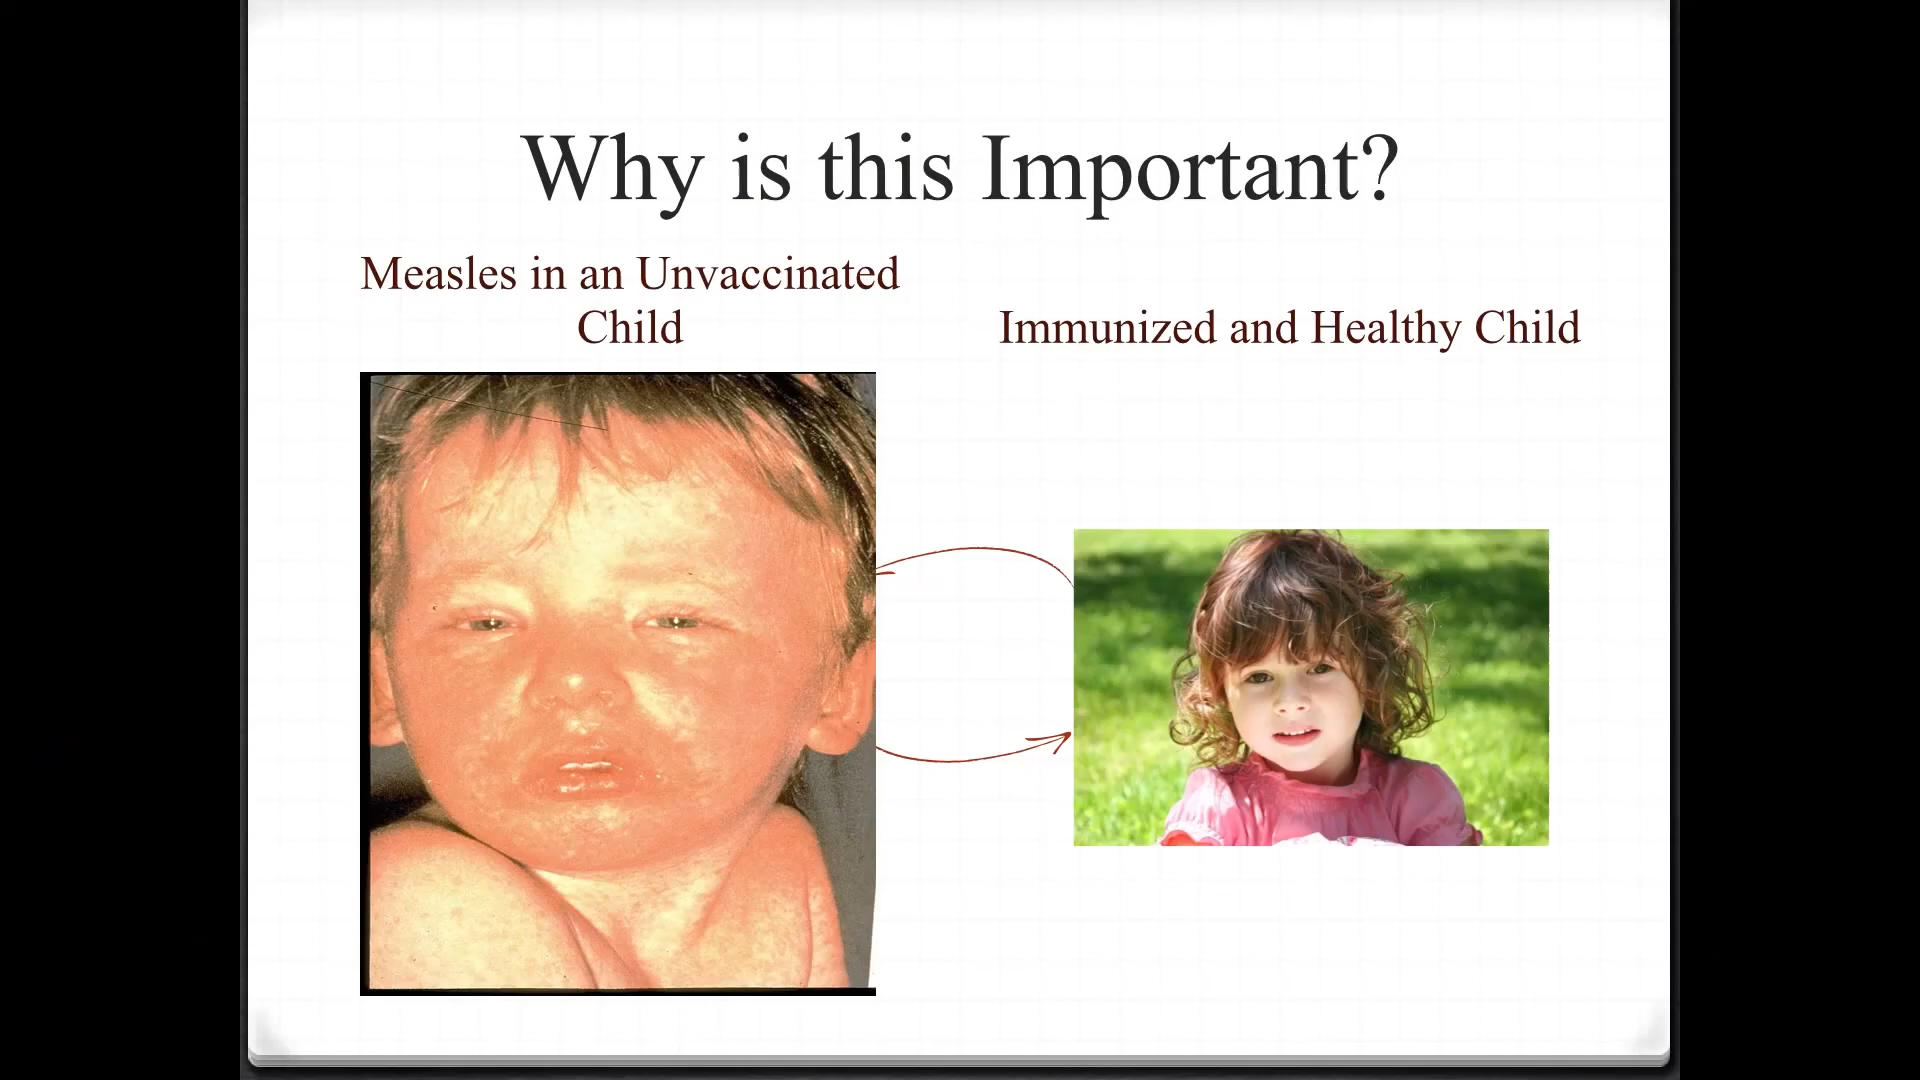 Why is this Important?
Measles in an Unvaccinated
Child
Immunized and Healthy Child